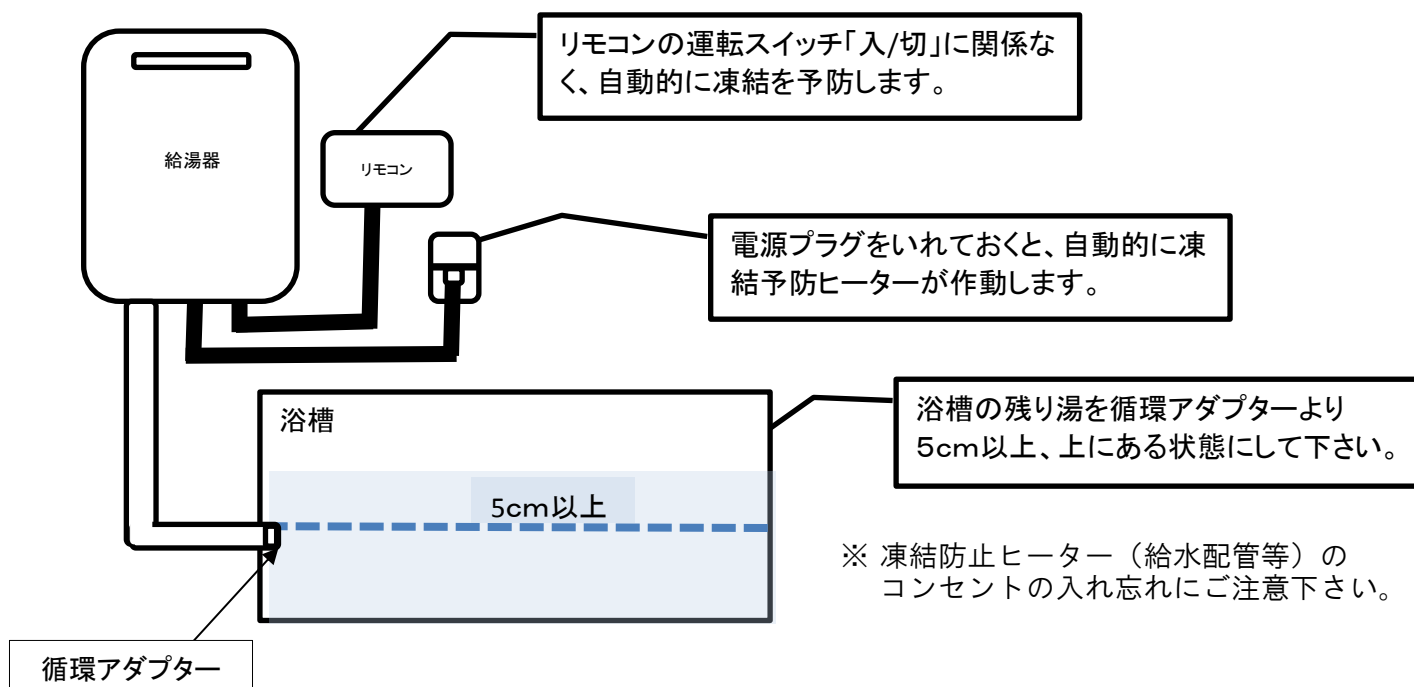 リモコンの運転スイッチ「入/切」に関係な
く、自動的に凍結を予防します。
給湯器
リモコン
電源プラグをいれておくと、自動的に凍
結予防ヒーターが作動します。
浴槽の残り湯を循環アダプターより
5cm以上、上にある状態にして下さい。
浴槽
5cm以上
※ 凍結防止ヒーター（給水配管等）の
コンセントの入れ忘れにご注意下さい。
循環アダプター